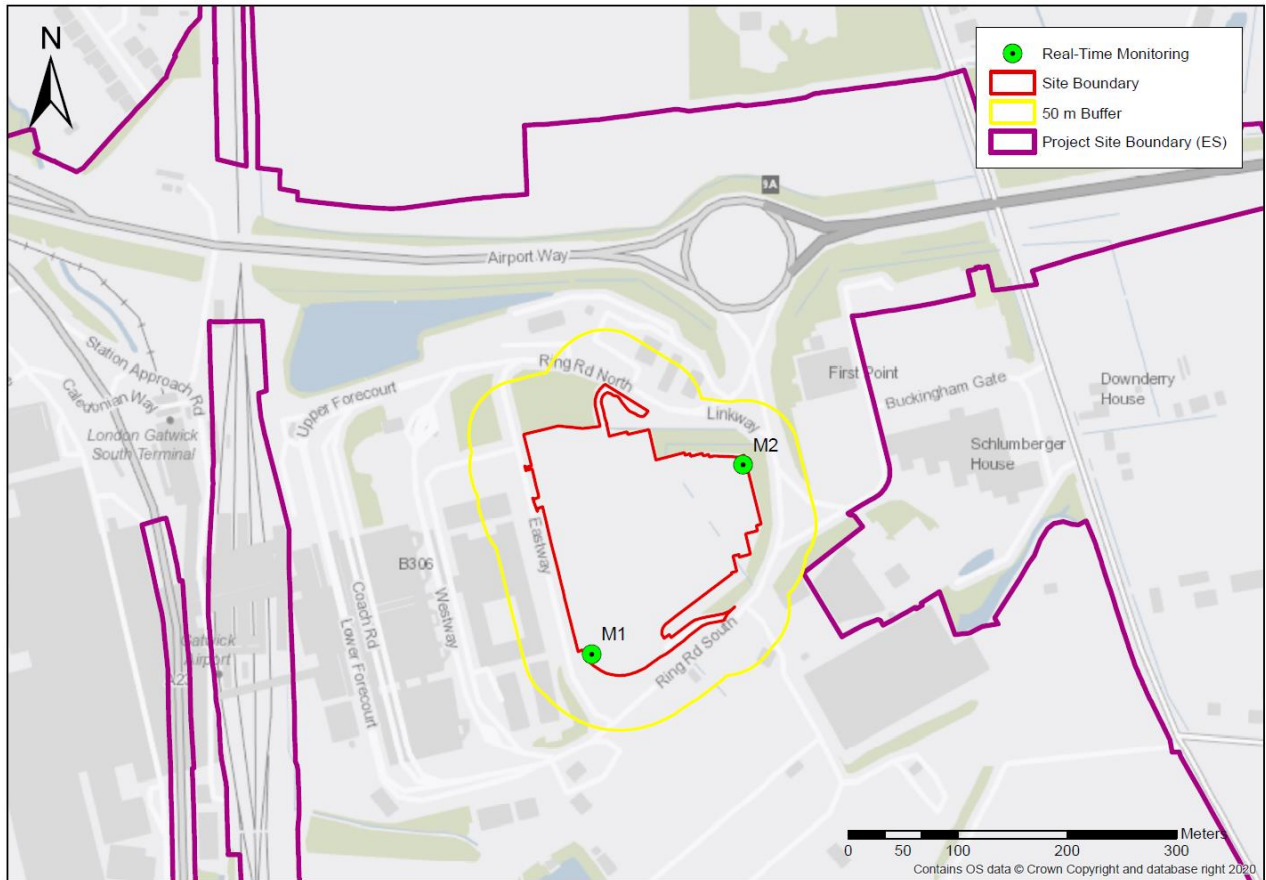 N
Real-Time Monitoring
Site Boundary
50 m Buffer
Project Site Boundary (ES)
9A
Airport Way
Station Approach Rd
Caledonian Way
London Gatwick
South Terminal
Upper Forecourt
Ring Rd North
Linkway
First Point
Buckingham Gate
Downderry
House
Schlumberger
House
M2
Eastway
B306
Westway
Coach Rd
Lower Forecourt
Gatwick
Airport
A23
M1
Ring Rd South
Meters
0 50 100 200 300
Contains OS data © Crown Copyright and database right 2020